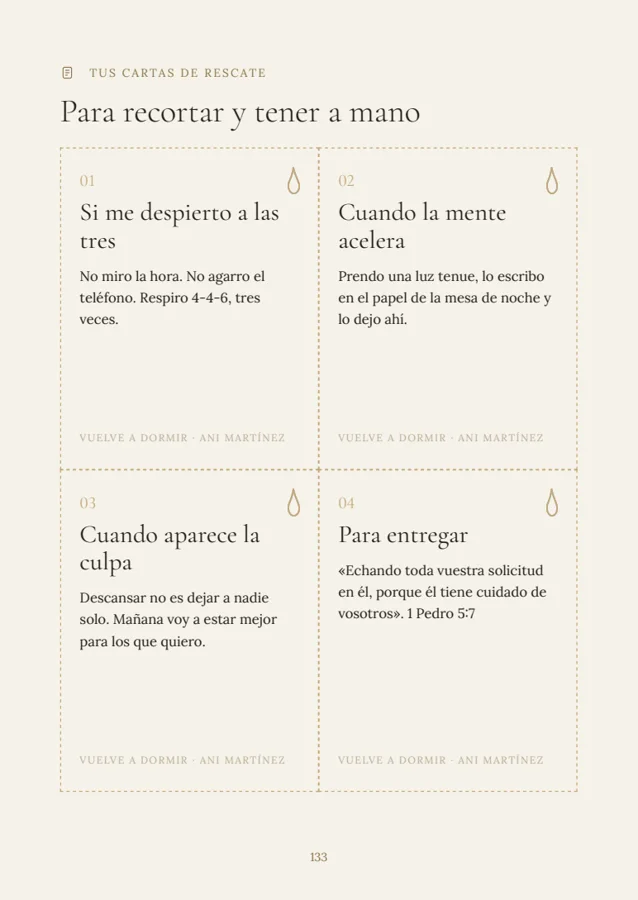 TUS CARTAS DE RESCATE
Para recortar y tener a mano
01
Si me despierto a las
tres
No miro la hora. No agarro el
teléfono. Respiro 4-4-6, tres
veces.
VUELVE A DORMIR · ANI MARTÍNEZ
02
Cuando la mente
acelera
Prendo una luz tenue, lo escribo
en el papel de la mesa de noche y
lo dejo ahí.
VUELVE A DORMIR · ANI MARTÍNEZ
03
Cuando aparece la
culpa
Descansar no es dejar a nadie
solo. Mañana voy a estar mejor
para los que quiero.
VUELVE A DORMIR · ANI MARTÍNEZ
04
Para entregar
«Echando toda vuestra solicitud
en él, porque él tiene cuidado de
vosotros». 1 Pedro 5:7
VUELVE A DORMIR · ANI MARTÍNEZ
133